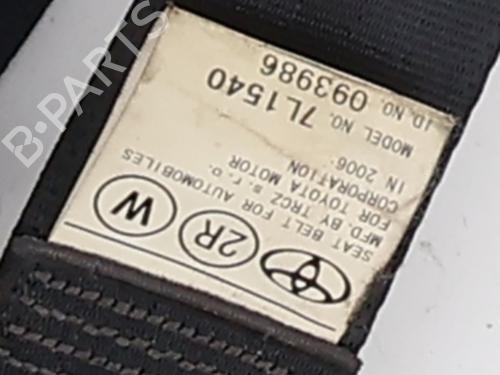 2R W
SEAT BELT FOR AUTOMOBILES
MFD. BY TRCZ s.r.o.
FOR TOYOTA MOTOR
CORPORATION
IN 2006.
MODEL NO. 7L1540
ID.NO. 093986
B-PARTS